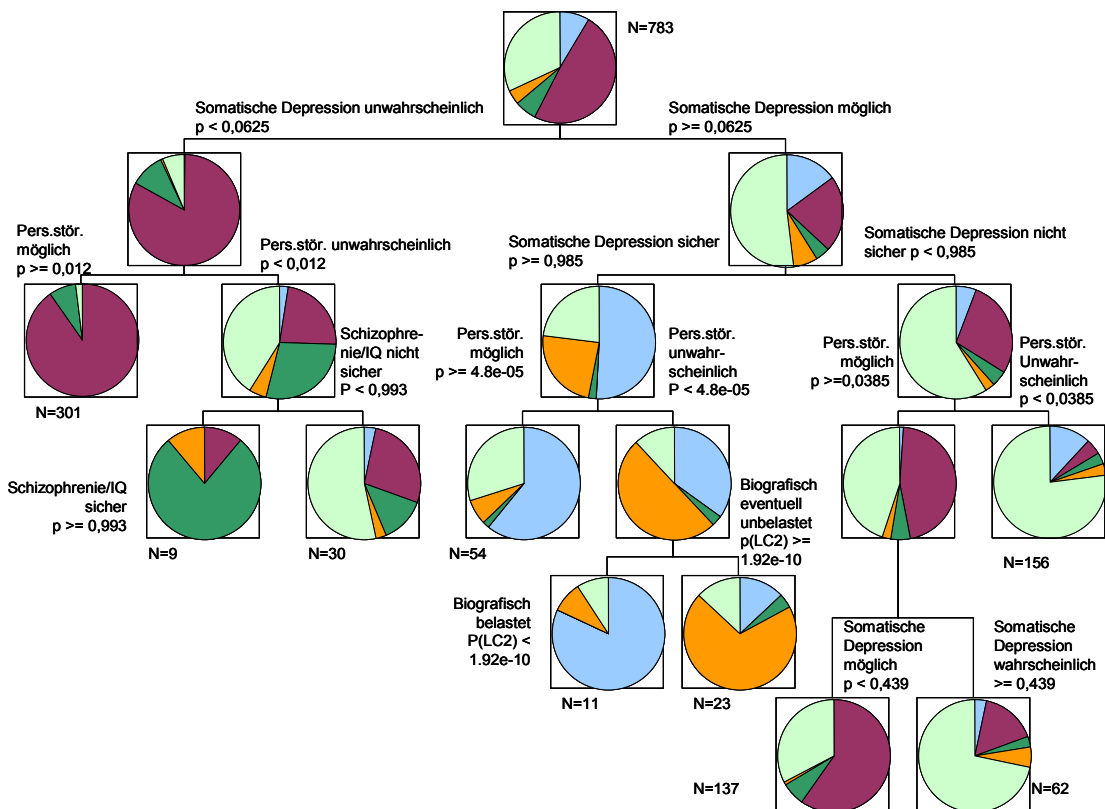 N=783
Somatische Depression unwahrscheinlich
p < 0,0625
Somatische Depression möglich
p >= 0,0625
Pers.stör.
möglich
p >= 0,012
Pers.stör. unwahrscheinlich
p < 0,012
Somatische Depression sicher
p >= 0,985
Somatische Depression nicht
sicher p < 0,985
N=301
Schizophre-
nie/IQ nicht
sicher
P < 0,993
Pers.stör.
möglich
p >= 4.8e-05
Pers.stör.
unwahr-
scheinlich
P < 4.8e-05
Pers.stör.
möglich
p >=0,0385
Pers.stör.
Unwahr-
scheinlich
p < 0,0385
Schizophrenie/IQ
sicher
p >= 0,993
N=9
N=30
N=54
Biografisch
eventuell
unbelastet
p(LC2) >=
1.92e-10
N=156
Biografisch
belastet
P(LC2) <
1.92e-10
N=11
N=23
Somatische
Depression
möglich
p < 0,439
Somatische
Depression
wahrscheinlich
>= 0,439
N=137
N=62